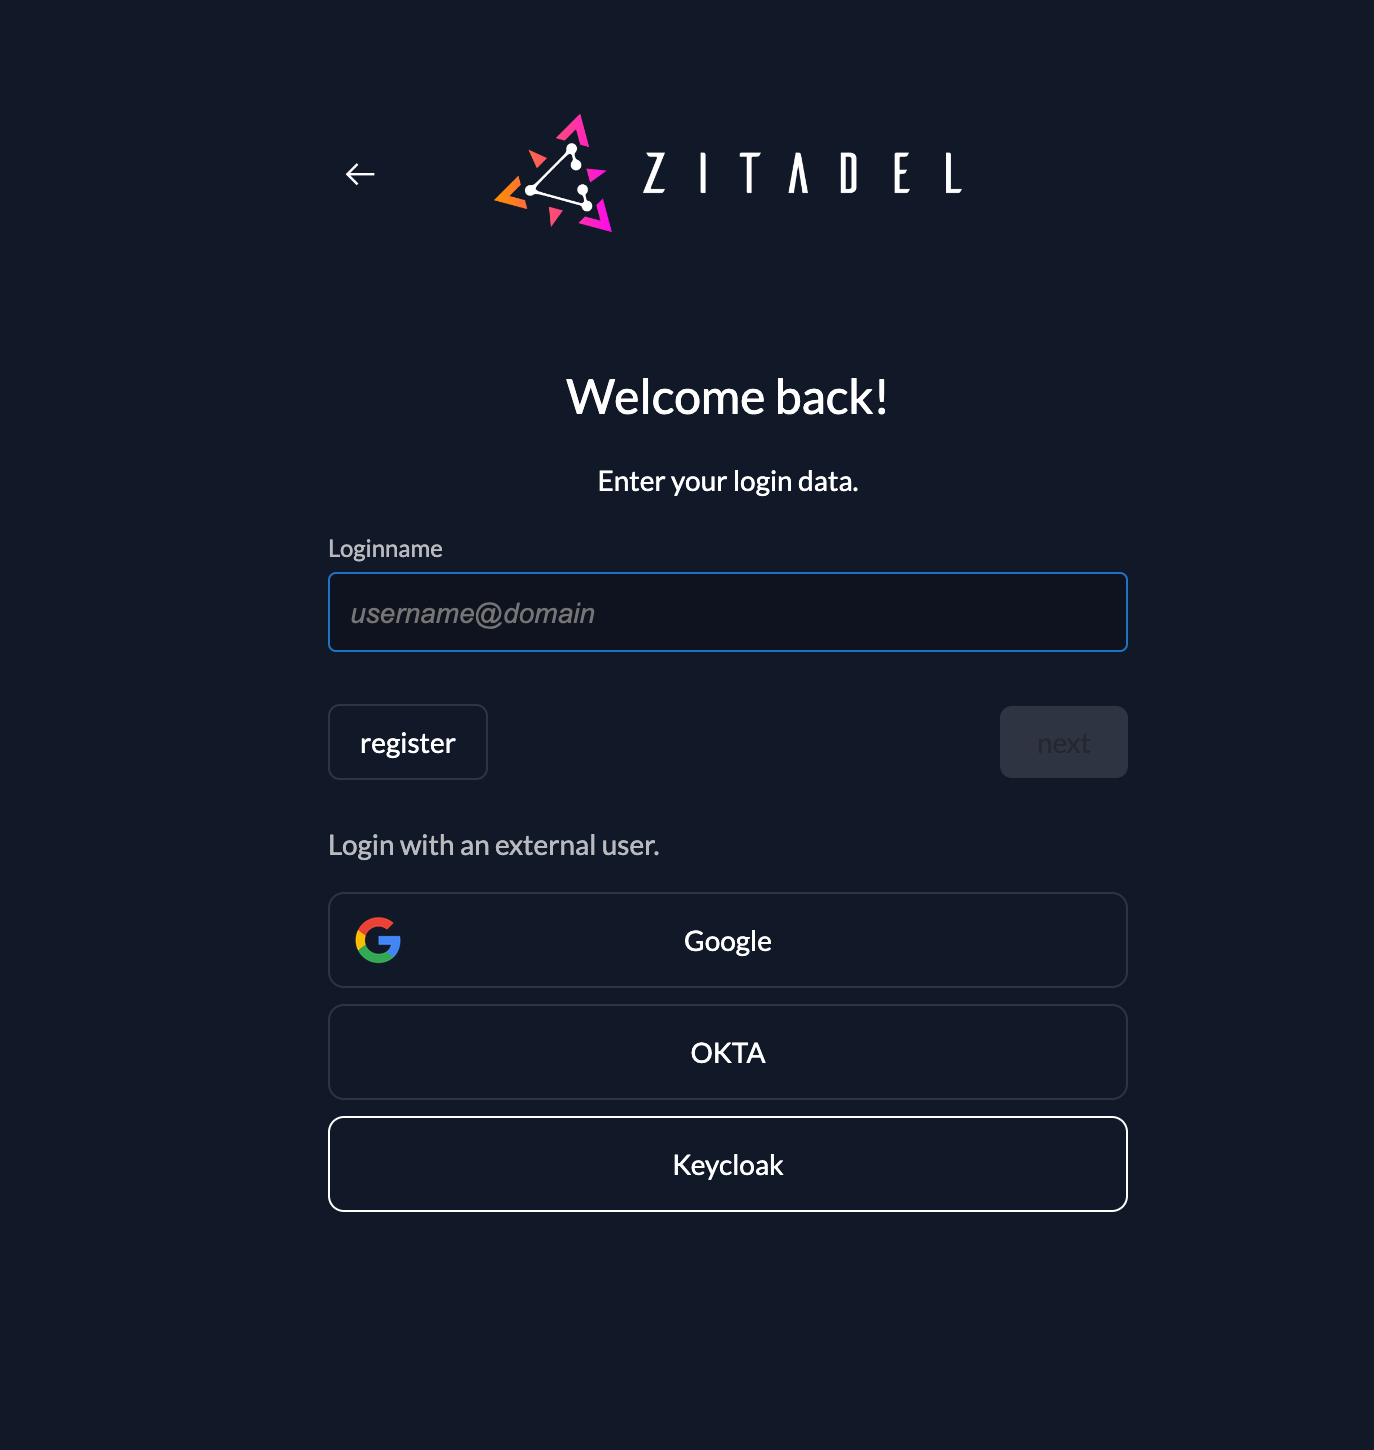 ZITADEL
Welcome back!
Enter your login data.
Loginname
username@domain
register
next
Login with an external user.
Google
OKTA
Keycloak